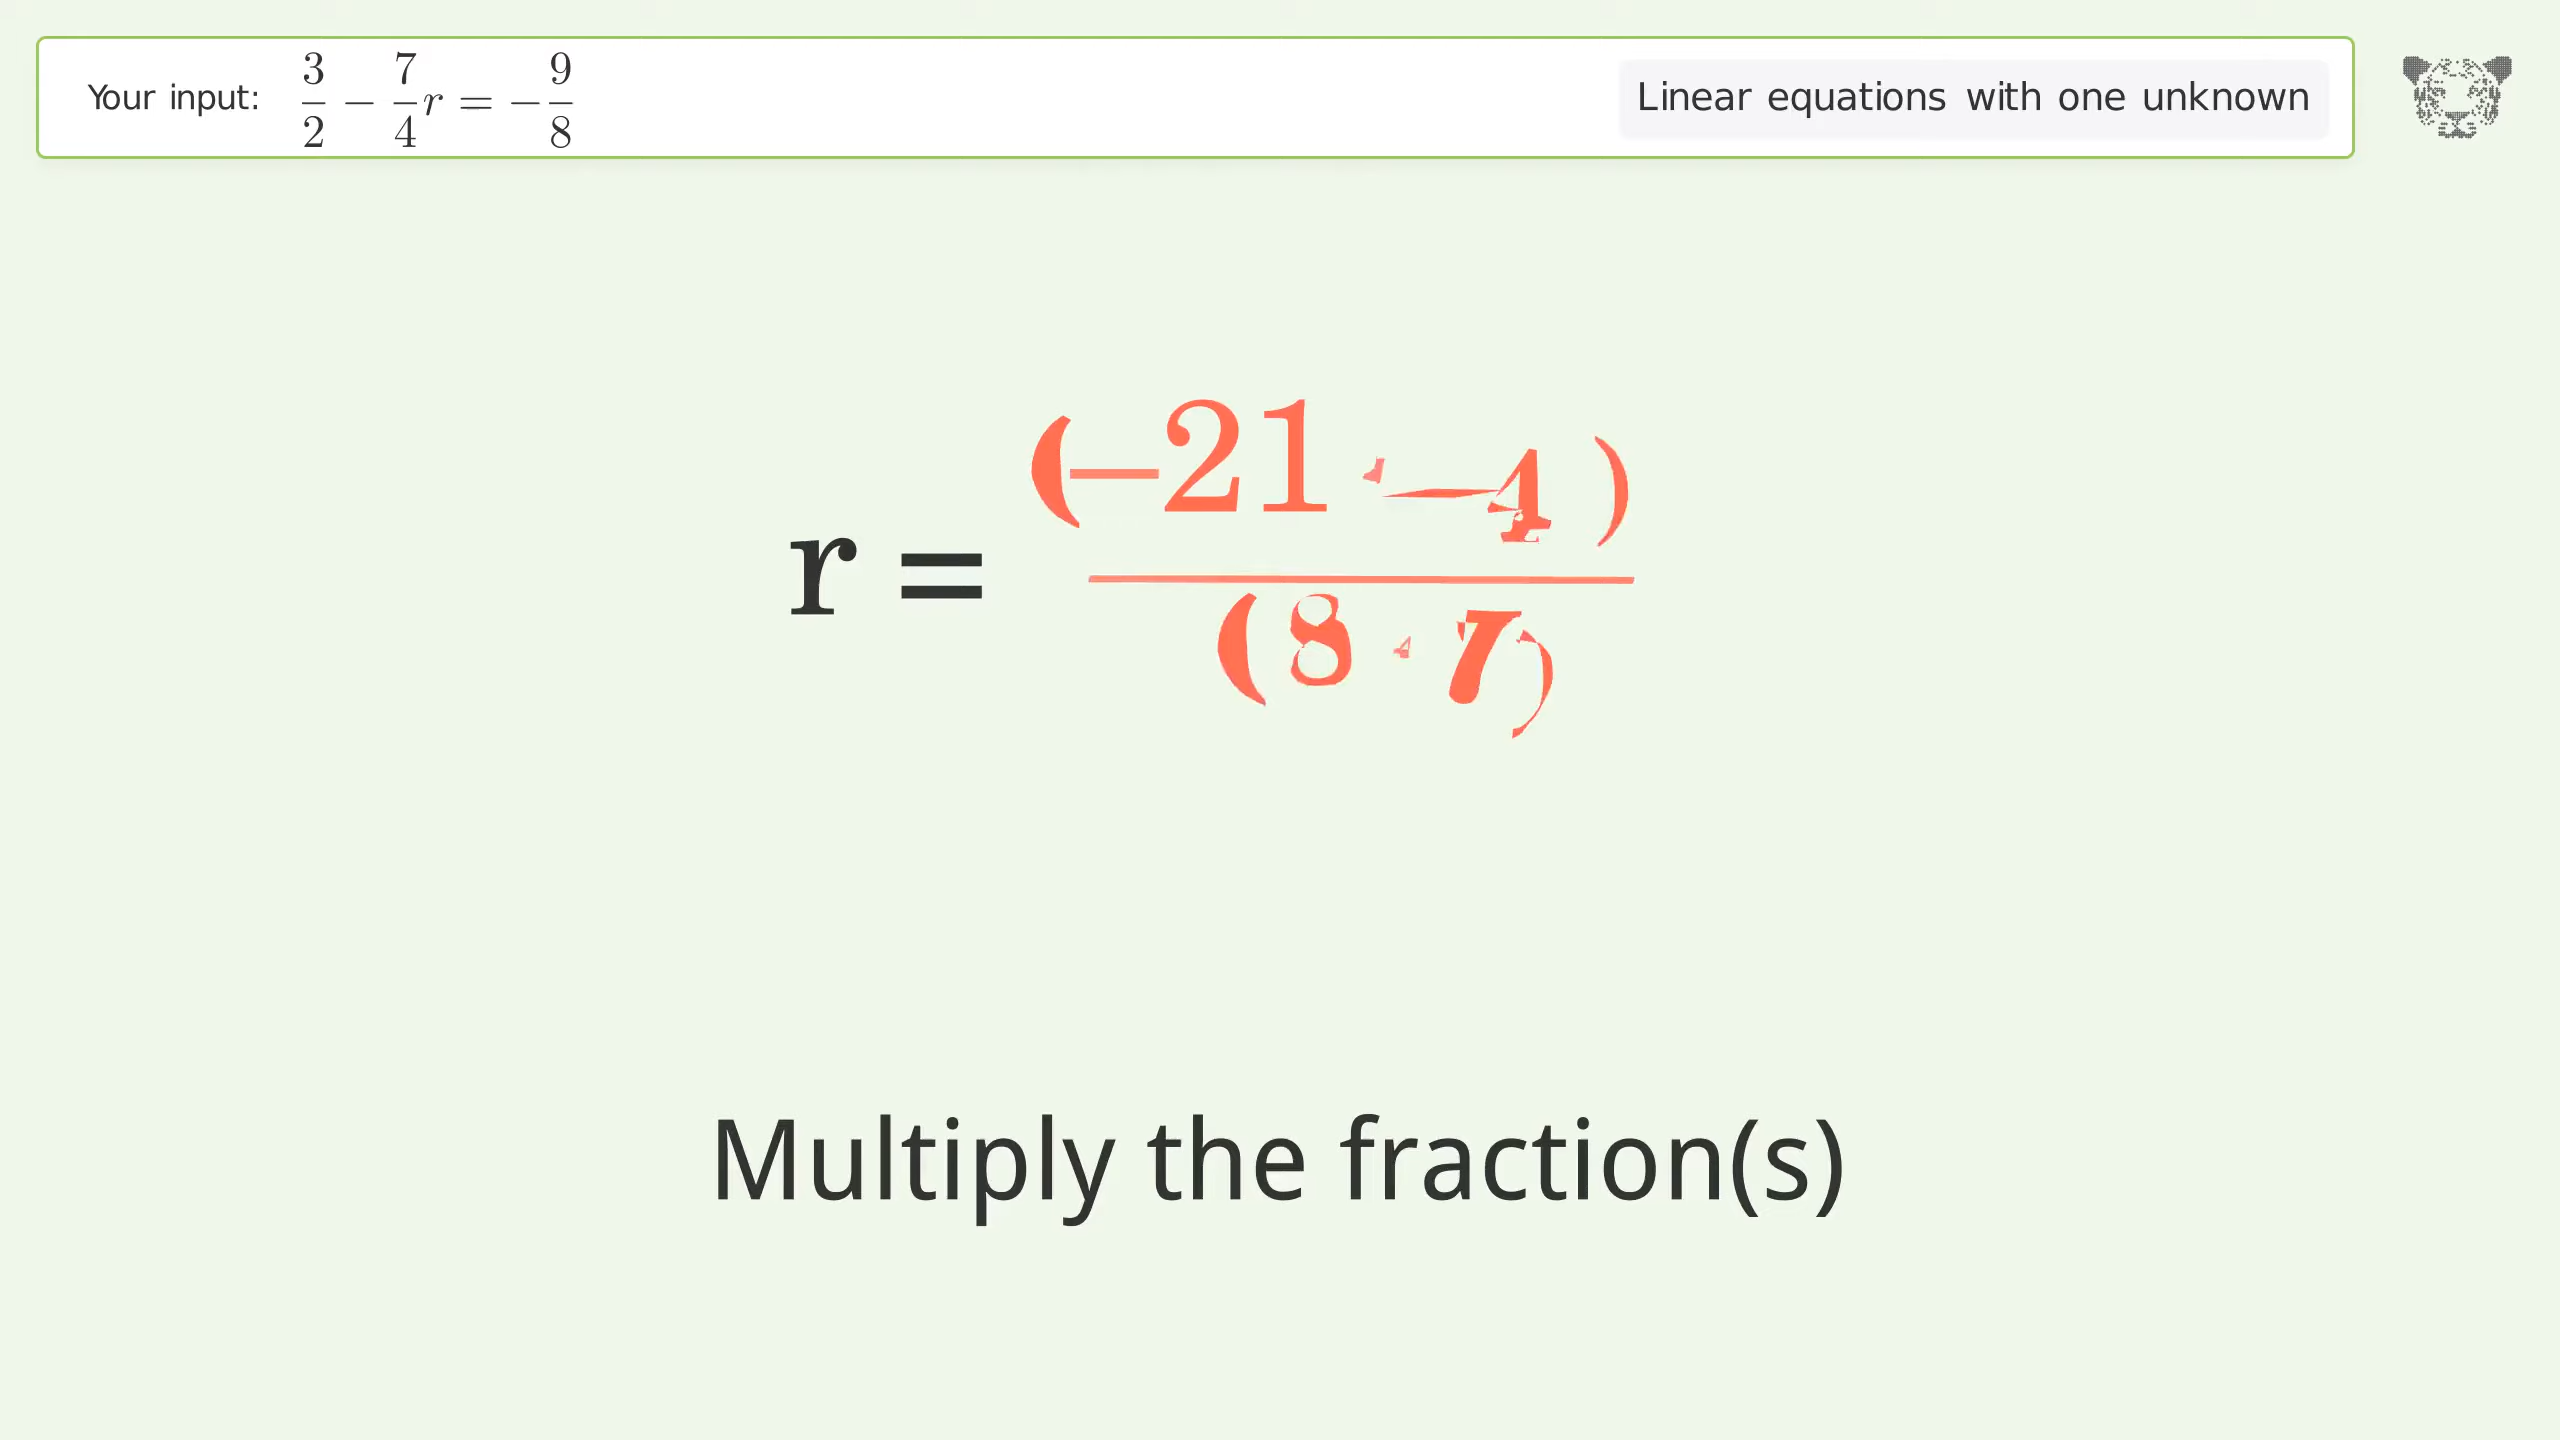 Your input: 3/2 − 7/4 r = −9/8
Linear equations with one unknown
r = (−21 · −4) / (8 · 7)
Multiply the fraction(s)